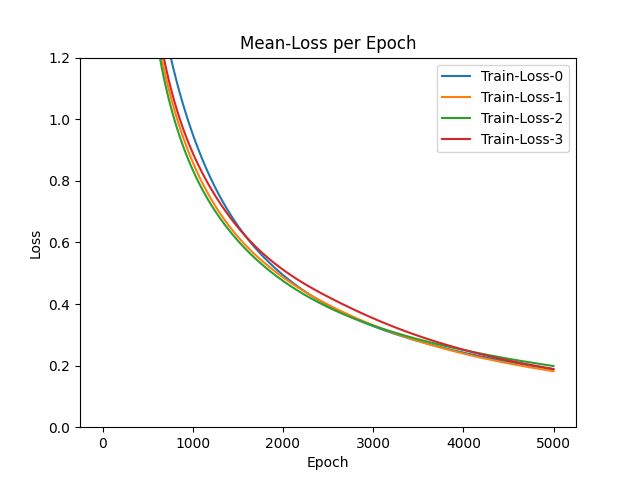 Mean-Loss per Epoch
Train-Loss-0
Train-Loss-1
Train-Loss-2
Train-Loss-3
Loss
1.2
1.0
0.8
0.6
0.4
0.2
0.0
0 1000 2000 3000 4000 5000
Epoch